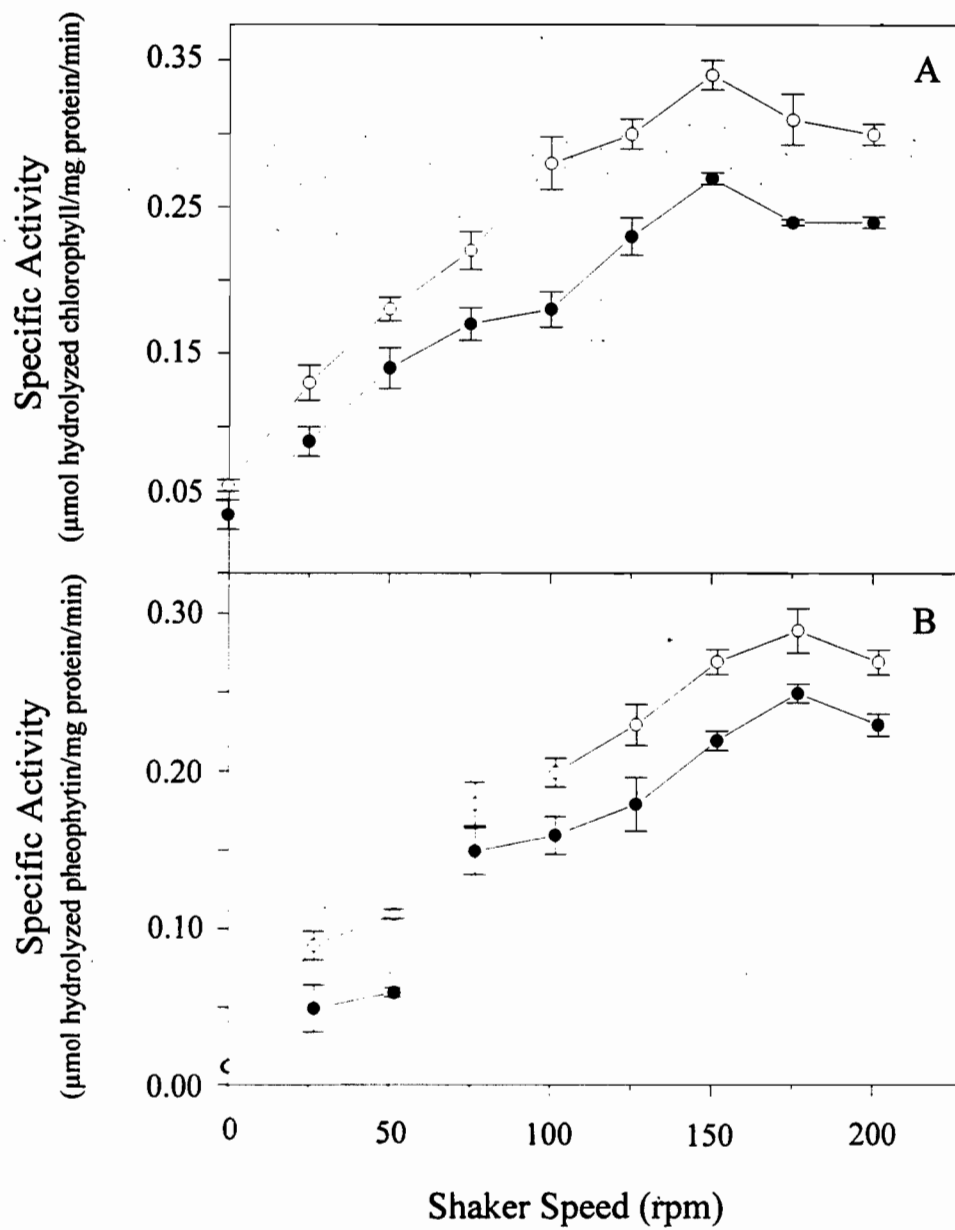 A
Specific Activity
(µmol hydrolyzed chlorophyll/mg protein/min)
0.35
0.25
0.15
0.05
B
Specific Activity
(µmol hydrolyzed pheophytin/mg protein/min)
0.30
0.20
0.10
0.00
0 50 100 150 200
Shaker Speed (rpm)